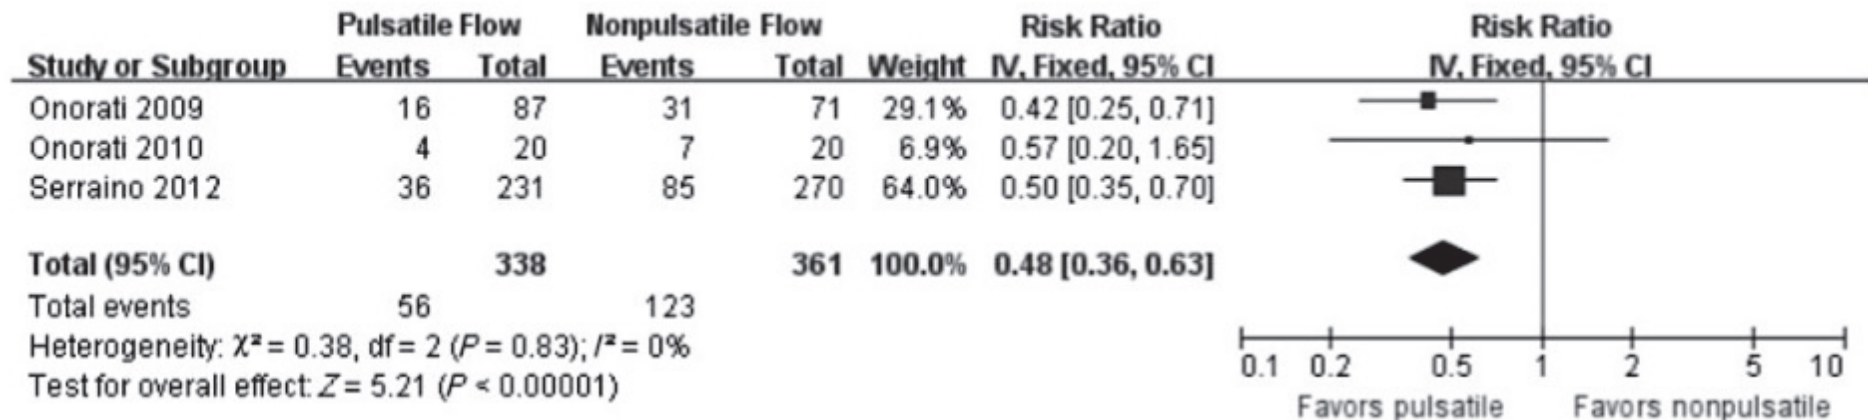 Pulsatile Flow Nonpulsatile Flow Risk Ratio Risk Ratio
Study or Subgroup Events Total Events Total Weight IV, Fixed, 95% CI IV, Fixed, 95% CI
Onorati 2009 16 87 31 71 29.1% 0.42 [0.25, 0.71]
Onorati 2010 4 20 7 20 6.9% 0.57 [0.20, 1.65]
Serraino 2012 36 231 85 270 64.0% 0.50 [0.35, 0.70]
Total (95% CI) 338 361 100.0% 0.48 [0.36, 0.63]
Total events 56 123
Heterogeneity: χ² = 0.38, df = 2 (P = 0.83); I² = 0%
Test for overall effect: Z = 5.21 (P < 0.00001)
0.1 0.2 0.5 1 2 5 10
Favors pulsatile Favors nonpulsatile